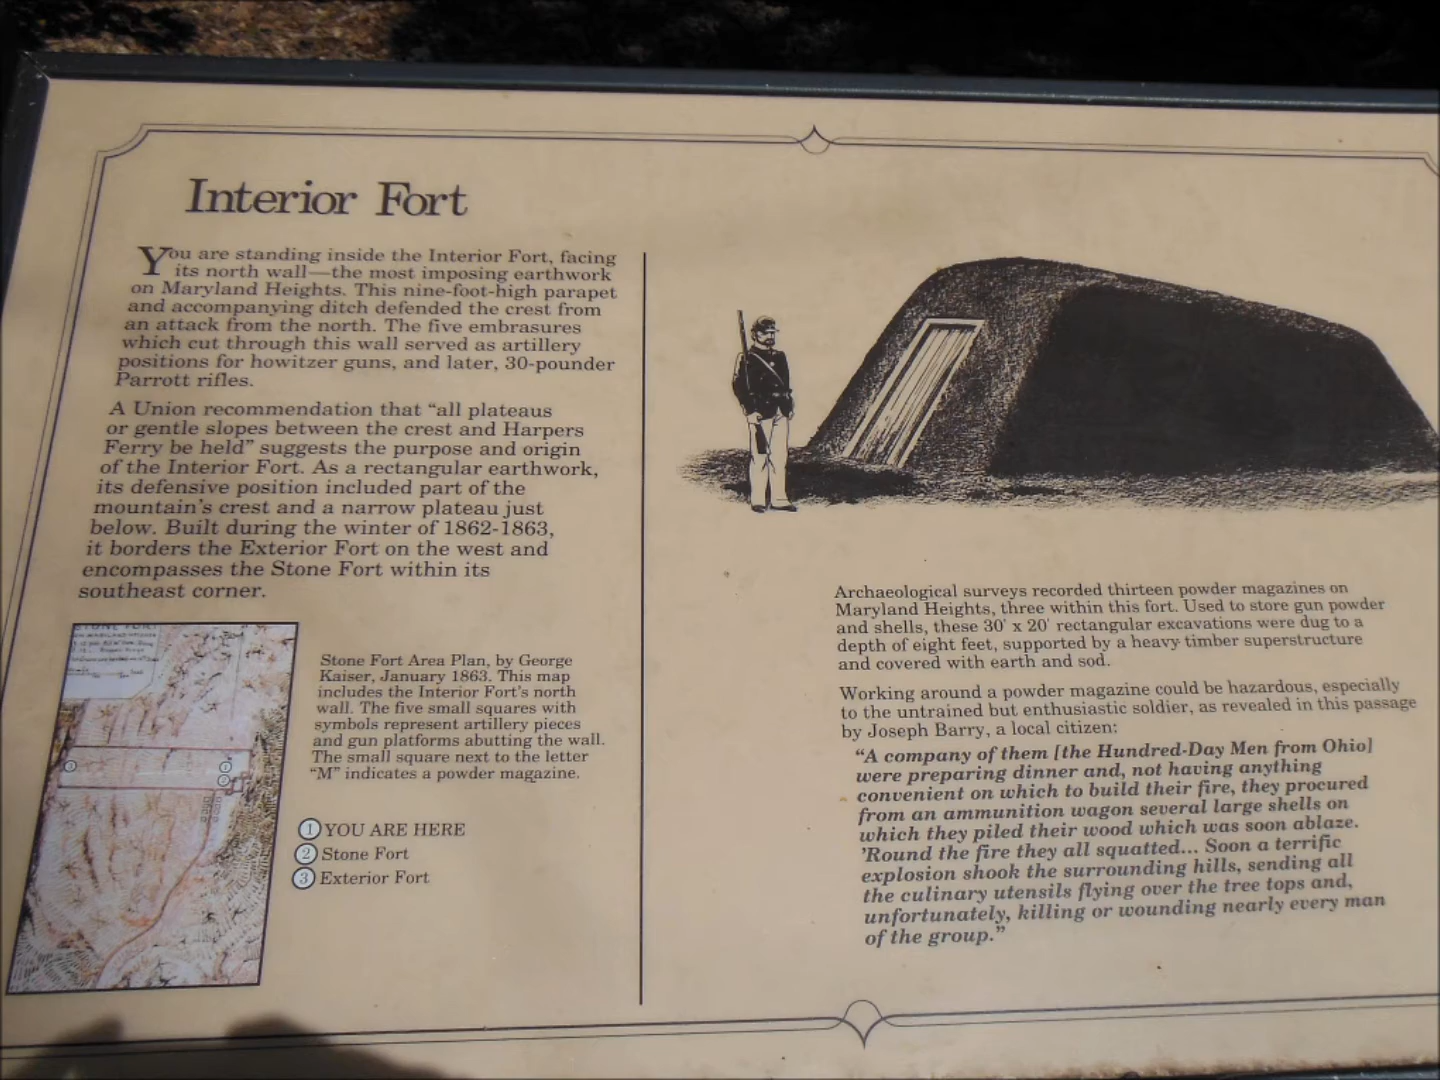 Interior Fort
You are standing inside the Interior Fort, facing
its north wall—the most imposing earthwork
on Maryland Heights. This nine-foot-high parapet
and accompanying ditch defended the crest from
an attack from the north. The five embrasures
which cut through this wall served as artillery
positions for howitzer guns, and later, 30-pounder
Parrott rifles.
A Union recommendation that “all plateaus
or gentle slopes between the crest and Harpers
Ferry be held” suggests the purpose and origin
of the Interior Fort. As a rectangular earthwork,
its defensive position included part of the
mountain’s crest and a narrow plateau just
below. Built during the winter of 1862-1863,
it borders the Exterior Fort on the west and
encompasses the Stone Fort within its
southeast corner.
STONE FORT
Stone Fort Area Plan, by George
Kaiser, January 1863. This map
includes the Interior Fort’s north
wall. The five small squares with
symbols represent artillery pieces
and gun platforms abutting the wall.
The small square next to the letter
“M” indicates a powder magazine.
3
1
2
1 YOU ARE HERE
2 Stone Fort
3 Exterior Fort
Archaeological surveys recorded thirteen powder magazines on
Maryland Heights, three within this fort. Used to store gun powder
and shells, these 30' x 20' rectangular excavations were dug to a
depth of eight feet, supported by a heavy timber superstructure
and covered with earth and sod.
Working around a powder magazine could be hazardous, especially
to the untrained but enthusiastic soldier, as revealed in this passage
by Joseph Barry, a local citizen:
“A company of them [the Hundred-Day Men from Ohio]
were preparing dinner and, not having anything
convenient on which to build their fire, they procured
from an ammunition wagon several large shells on
which they piled their wood which was soon ablaze.
’Round the fire they all squatted... Soon a terrific
explosion shook the surrounding hills, sending all
the culinary utensils flying over the tree tops and,
unfortunately, killing or wounding nearly every man
of the group.”